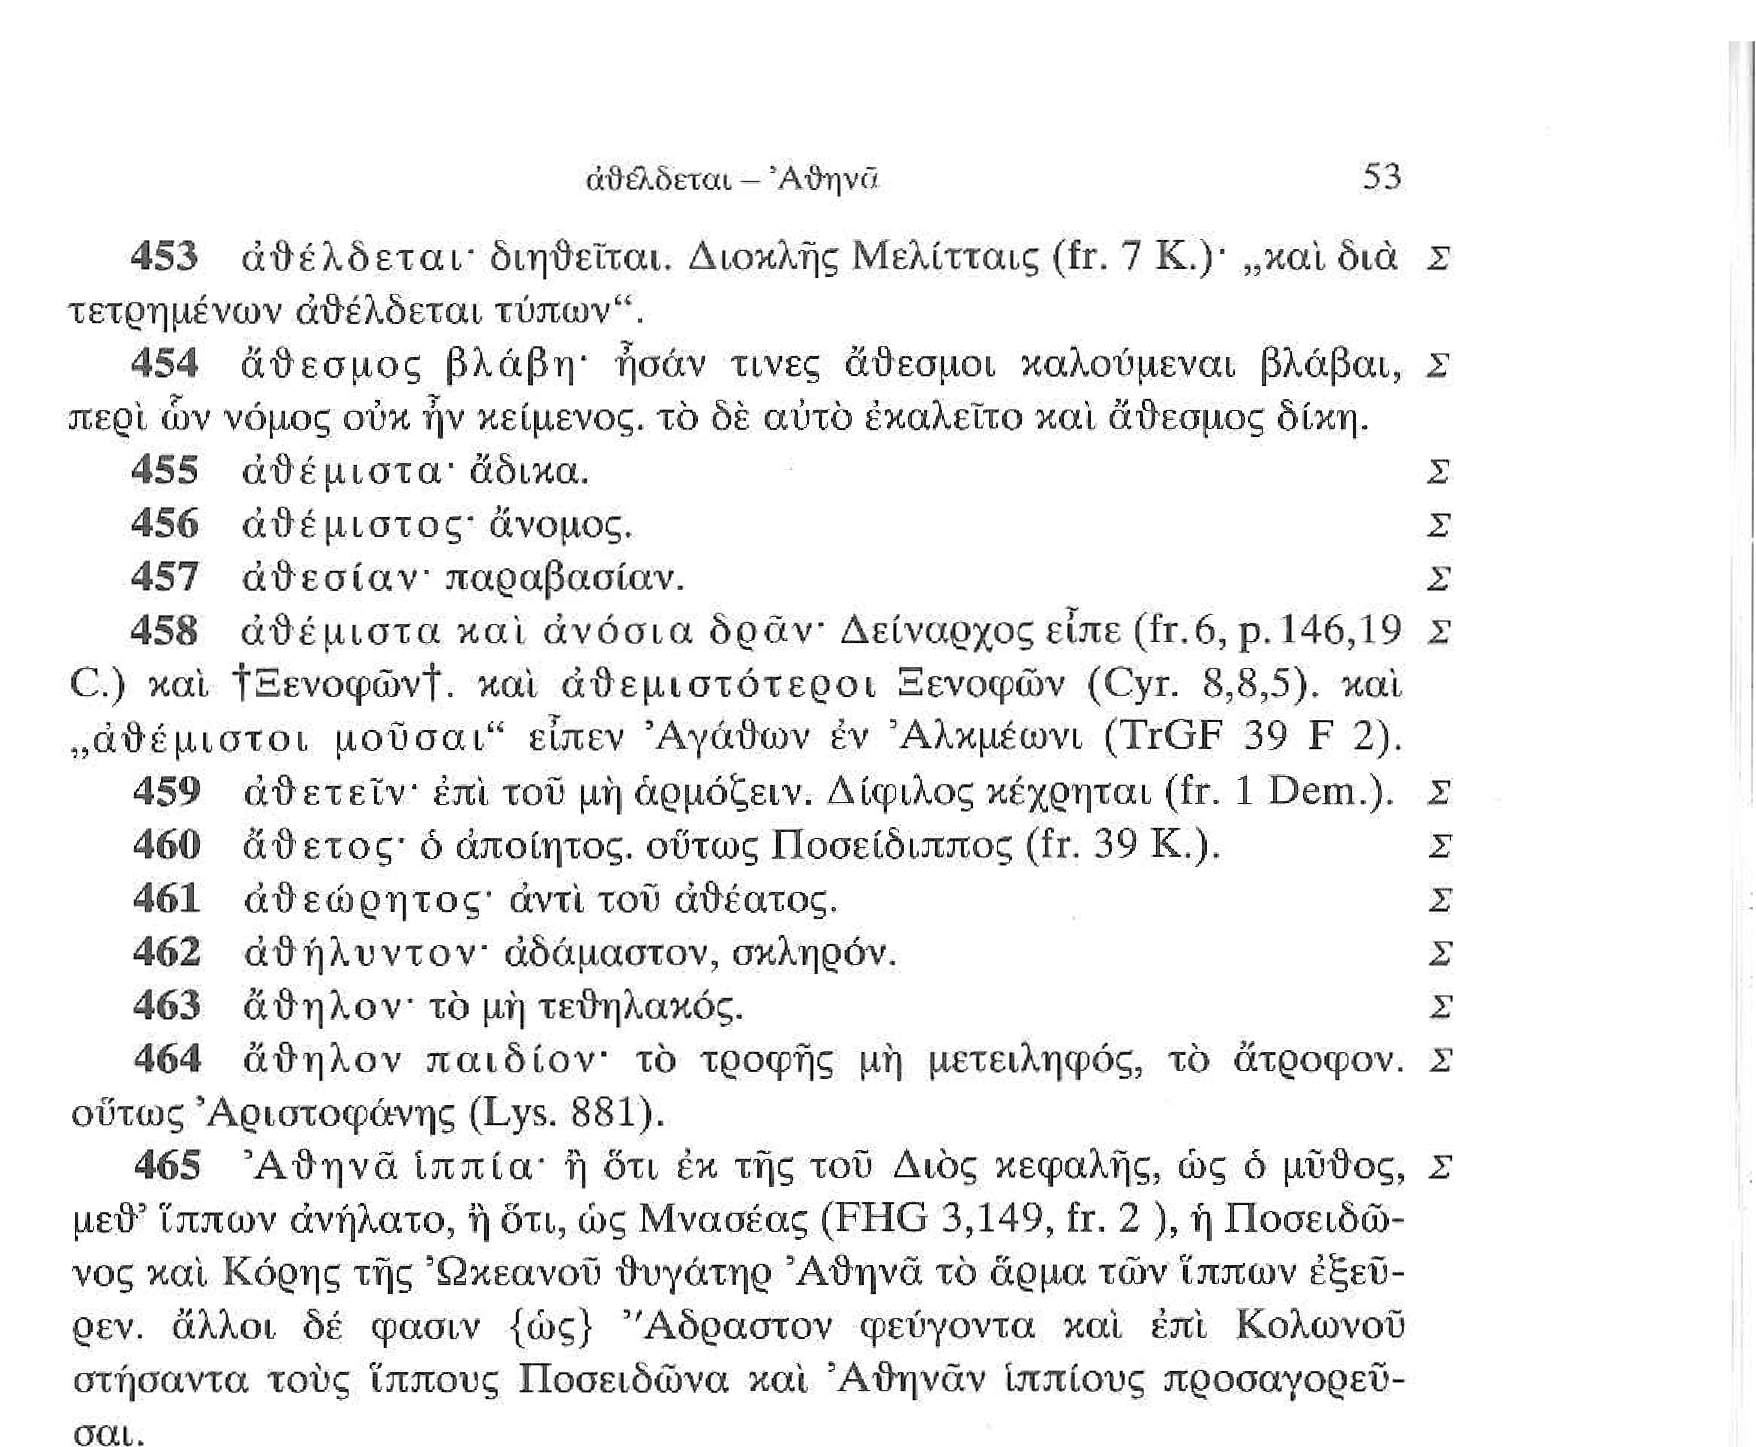 ἀθέλδεται – Ἀθηνᾶ 53
453 ἀθέλδεται· διηθεῖται. Διοκλῆς Μελίτταις (fr. 7 K.)· „καὶ διὰ Σ
τετρημένων ἀθέλδεται τύπων“.
454 ἄθεσμος βλάβη· ἦσάν τινες ἄθεσμοι καλούμεναι βλάβαι, Σ
περὶ ὧν νόμος οὐκ ἦν κείμενος. τὸ δὲ αὐτὸ ἐκαλεῖτο καὶ ἄθεσμος δίκη.
455 ἀθέμιστα· ἄδικα. Σ
456 ἀθέμιστος· ἄνομος. Σ
457 ἀθεσίαν· παραβασίαν. Σ
458 ἀθέμιστα καὶ ἀνόσια δρᾶν· Δείναρχος εἶπε (fr. 6, p. 146,19 Σ
C.) καὶ †Ξενοφῶν†. καὶ ἀθεμιστότεροι Ξενοφῶν (Cyr. 8,8,5). καὶ
„ἀθέμιστοι μοῦσαι“ εἶπεν Ἀγάθων ἐν Ἀλκμέωνι (TrGF 39 F 2).
459 ἀθετεῖν· ἐπὶ τοῦ μὴ ἁρμόζειν. Δίφιλος κέχρηται (fr. 1 Dem.). Σ
460 ἄθετος· ὁ ἀποίητος. οὕτως Ποσείδιππος (fr. 39 K.). Σ
461 ἀθεώρητος· ἀντὶ τοῦ ἀθέατος. Σ
462 ἀθήλυντον· ἀδάμαστον, σκληρόν. Σ
463 ἄθηλον· τὸ μὴ τεθηλακός. Σ
464 ἄθηλον παιδίον· τὸ τροφῆς μὴ μετειληφός, τὸ ἄτροφον. Σ
οὕτως Ἀριστοφάνης (Lys. 881).
465 Ἀθηνᾶ ἱππία· ἢ ὅτι ἐκ τῆς τοῦ Διὸς κεφαλῆς, ὡς ὁ μῦθος, Σ
μεθ’ ἵππων ἀνήλατο, ἢ ὅτι, ὡς Μνασέας (FHG 3,149, fr. 2 ), ἡ Ποσειδῶ-
νος καὶ Κόρης τῆς Ὠκεανοῦ θυγάτηρ Ἀθηνᾶ τὸ ἅρμα τῶν ἵππων ἐξεῦ-
ρεν. ἄλλοι δέ φασιν {ὡς} Ἄδραστον φεύγοντα καὶ ἐπὶ Κολωνοῦ
στήσαντα τοὺς ἵππους Ποσειδῶνα καὶ Ἀθηνᾶν ἱππίους προσαγορεῦ-
σαι.